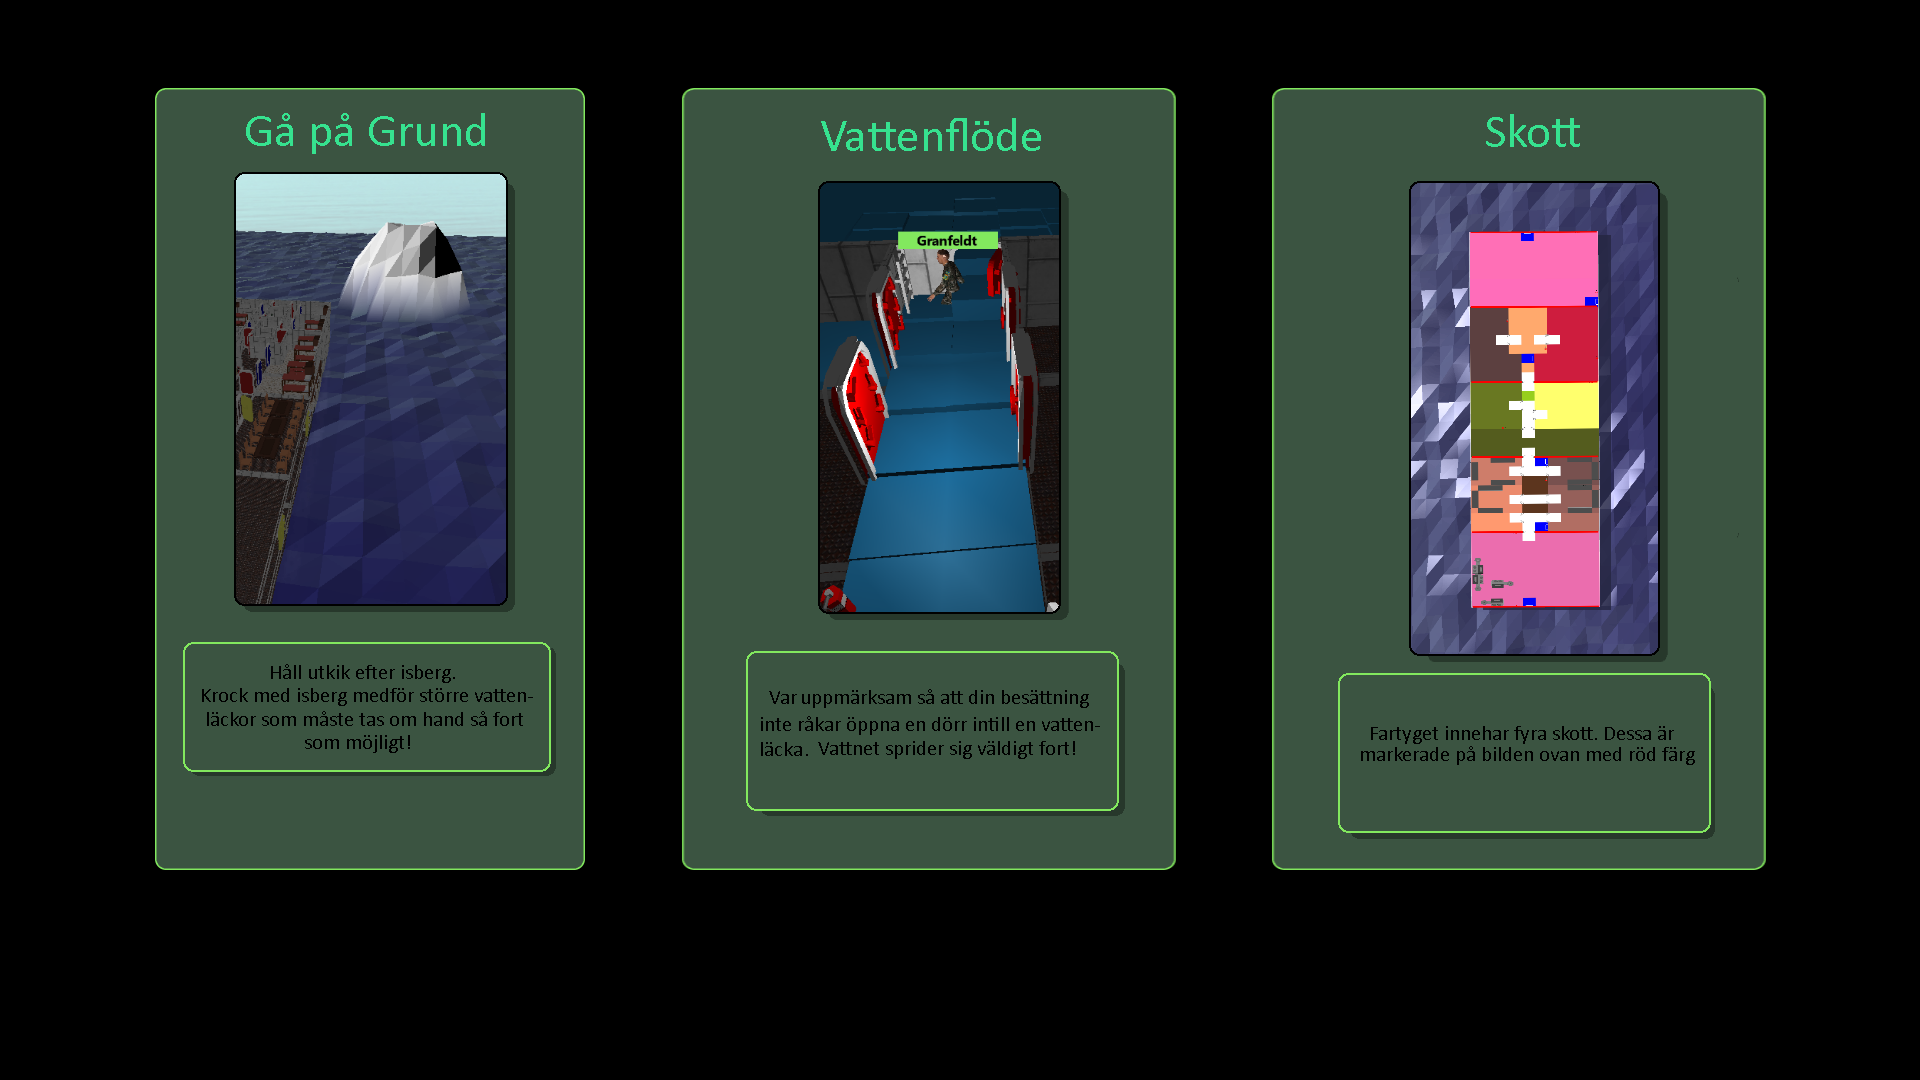 Gå på Grund
Håll utkik efter isberg.
Krock med isberg medför större vatten-
läckor som måste tas om hand så fort
som möjligt!
Vattenflöde
Granfeldt
Var uppmärksam så att din besättning
inte råkar öppna en dörr intill en vatten-
läcka. Vattnet sprider sig väldigt fort!
Skott
Fartyget innehar fyra skott. Dessa är
markerade på bilden ovan med röd färg